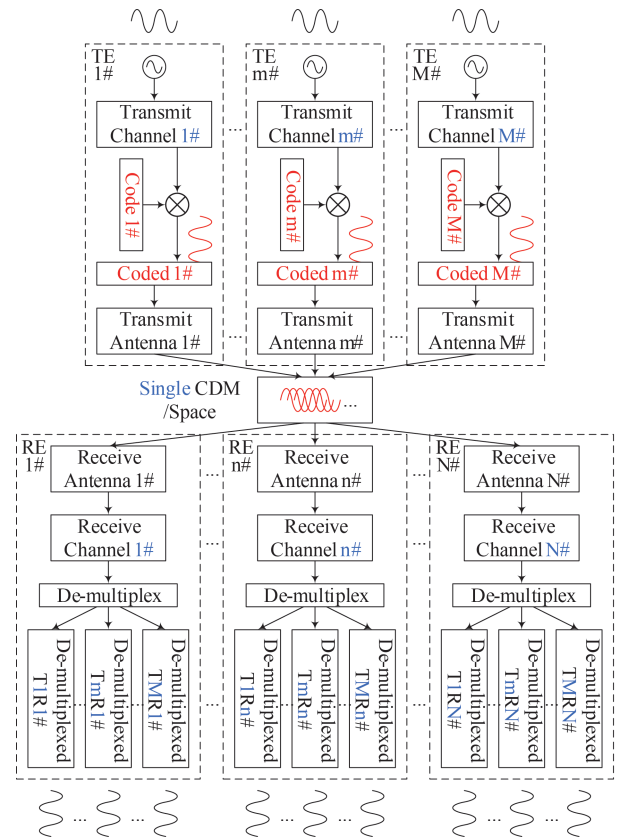 TE
1#
TE
m#
TE
M#
Transmit
Channel 1#
...
Transmit
Channel m#
...
Transmit
Channel M#
Code 1#
Code m#
Code M#
Coded 1#
Coded m#
Coded M#
Transmit
Antenna 1#
...
Transmit
Antenna m#
...
Transmit
Antenna M#
Single CDM
/Space
...
RE
1#
RE
n#
RE
N#
Receive
Antenna 1#
...
Receive
Antenna n#
...
Receive
Antenna N#
Receive
Channel 1#
...
Receive
Channel n#
...
Receive
Channel N#
De-multiplex
De-multiplex
De-multiplex
De-multiplexed
T1R1#
De-multiplexed
TmR1#
De-multiplexed
TMR1#
De-multiplexed
T1Rn#
De-multiplexed
TmRn#
De-multiplexed
TMRn#
De-multiplexed
T1RN#
De-multiplexed
TmRN#
De-multiplexed
TMRN#
... ... ... ... ... ...